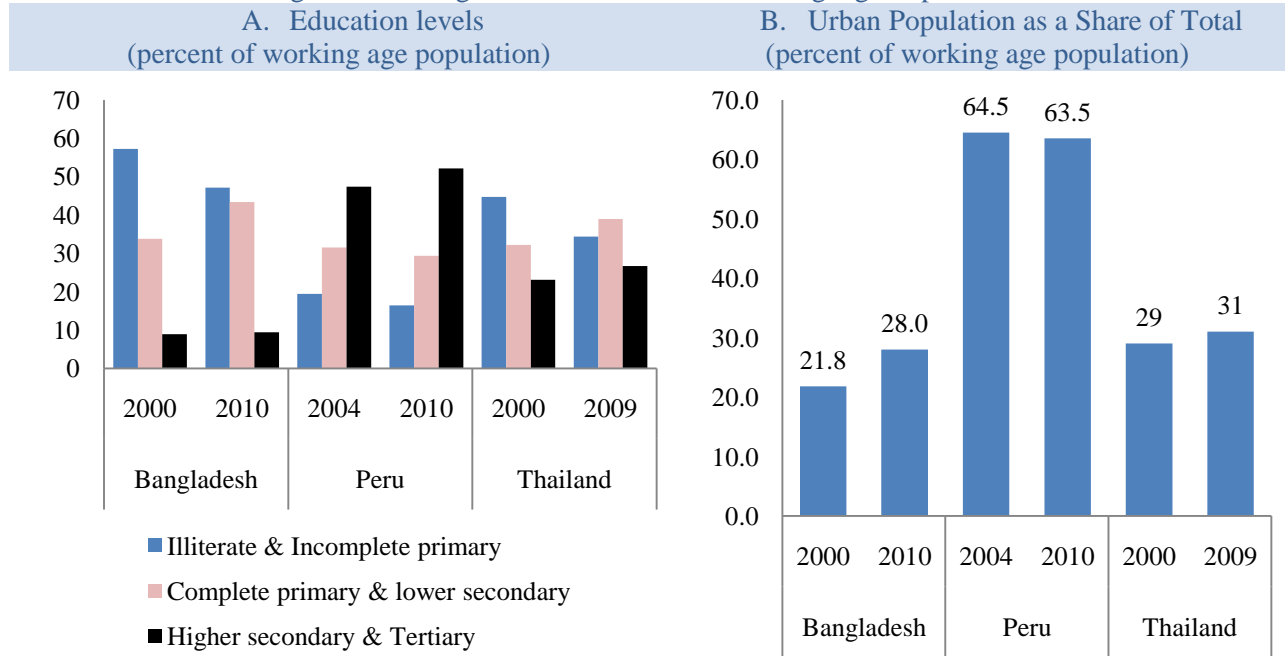 A. Education levels
(percent of working age population)
70
60
50
40
30
20
10
0
2000 2010 2004 2010 2000 2009
Bangladesh Peru Thailand
Illiterate & Incomplete primary
Complete primary & lower secondary
Higher secondary & Tertiary
B. Urban Population as a Share of Total
(percent of working age population)
70.0
60.0
50.0
40.0
30.0
20.0
10.0
0.0
21.8 28.0 64.5 63.5 29 31
2000 2010 2004 2010 2000 2009
Bangladesh Peru Thailand